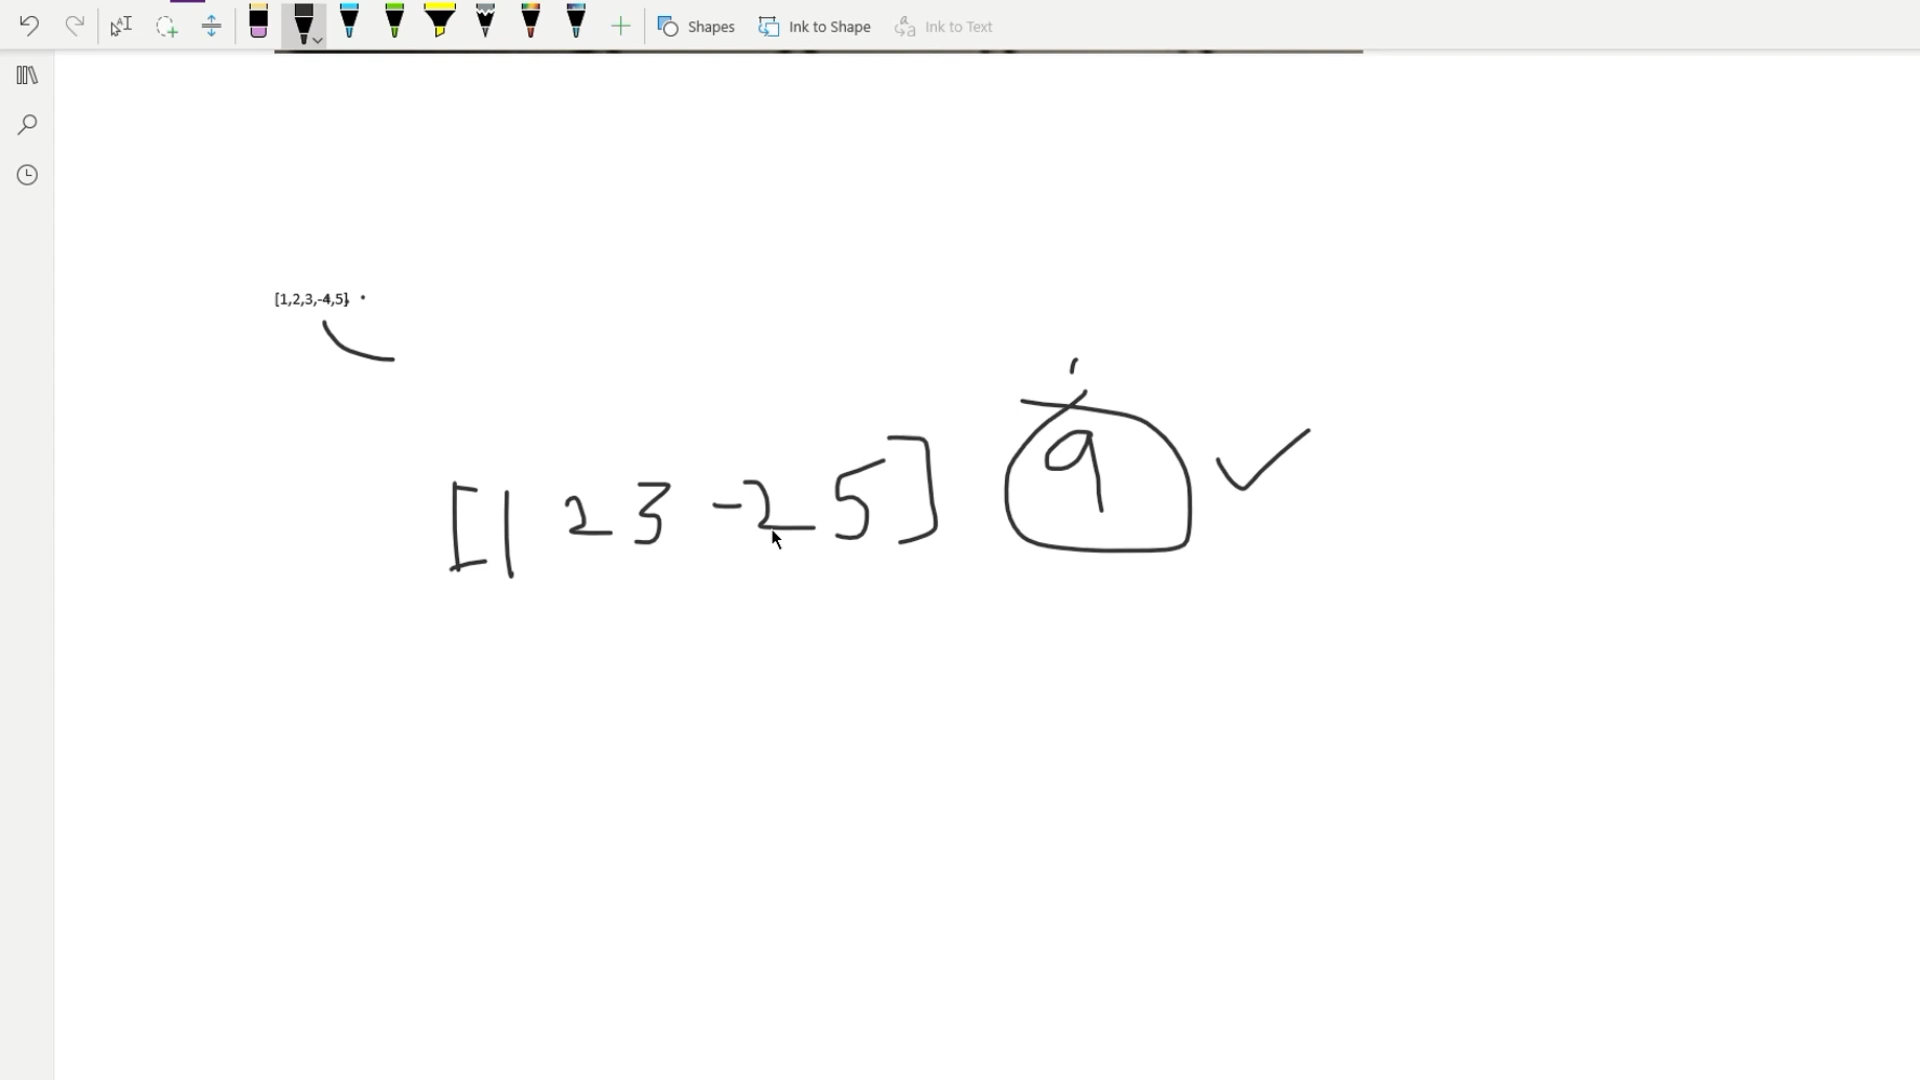 Shapes Ink to Shape Ink to Text
[1,2,3,-4,5]
[1 2 3 -2 5] 9